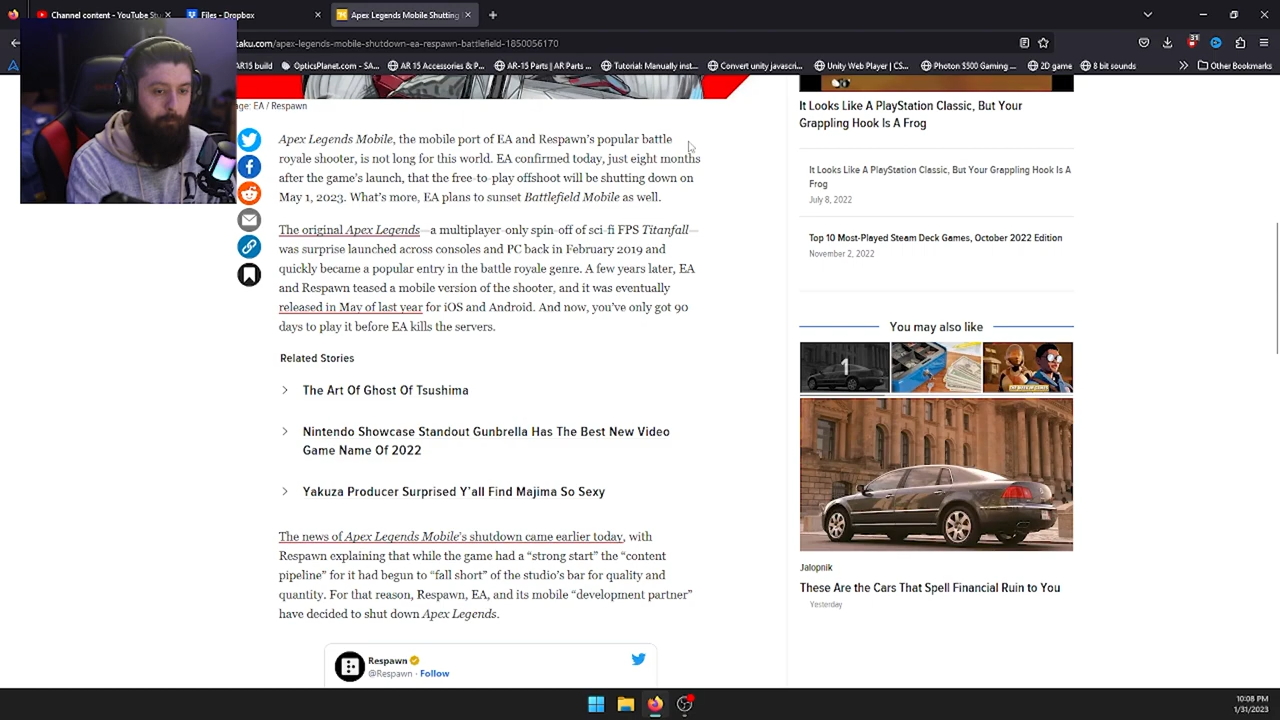 Channel content - YouTube Stu
Files - Dropbox
Apex Legends Mobile Shutting
taku.com/apex-legends-mobile-shutdown-ea-respawn-battlefield-1850056170
31
AR15 build
OpticsPlanet.com - SA...
AR 15 Accessories & P...
AR-15 Parts | AR Parts ...
Tutorial: Manually inst...
Convert unity javascri...
Unity Web Player | CS...
Photon $300 Gaming ...
2D game
8 bit sounds
Other Bookmarks
age: EA / Respawn
Apex Legends Mobile, the mobile port of EA and Respawn’s popular battle
royale shooter, is not long for this world. EA confirmed today, just eight months
after the game’s launch, that the free-to-play offshoot will be shutting down on
May 1, 2023. What’s more, EA plans to sunset Battlefield Mobile as well.
The original Apex Legends—a multiplayer-only spin-off of sci-fi FPS Titanfall—
was surprise launched across consoles and PC back in February 2019 and
quickly became a popular entry in the battle royale genre. A few years later, EA
and Respawn teased a mobile version of the shooter, and it was eventually
released in May of last year for iOS and Android. And now, you’ve only got 90
days to play it before EA kills the servers.
Related Stories
The Art Of Ghost Of Tsushima
Nintendo Showcase Standout Gunbrella Has The Best New Video
Game Name Of 2022
Yakuza Producer Surprised Y’all Find Majima So Sexy
The news of Apex Legends Mobile’s shutdown came earlier today, with
Respawn explaining that while the game had a “strong start” the “content
pipeline” for it had begun to “fall short” of the studio’s bar for quality and
quantity. For that reason, Respawn, EA, and its mobile “development partner”
have decided to shut down Apex Legends.
Respawn
@Respawn · Follow
It Looks Like A PlayStation Classic, But Your
Grappling Hook Is A Frog
It Looks Like A PlayStation Classic, But Your Grappling Hook Is A
Frog
July 8, 2022
Top 10 Most-Played Steam Deck Games, October 2022 Edition
November 2, 2022
You may also like
1
Jalopnik
These Are the Cars That Spell Financial Ruin to You
Yesterday
10:08 PM
1/31/2023